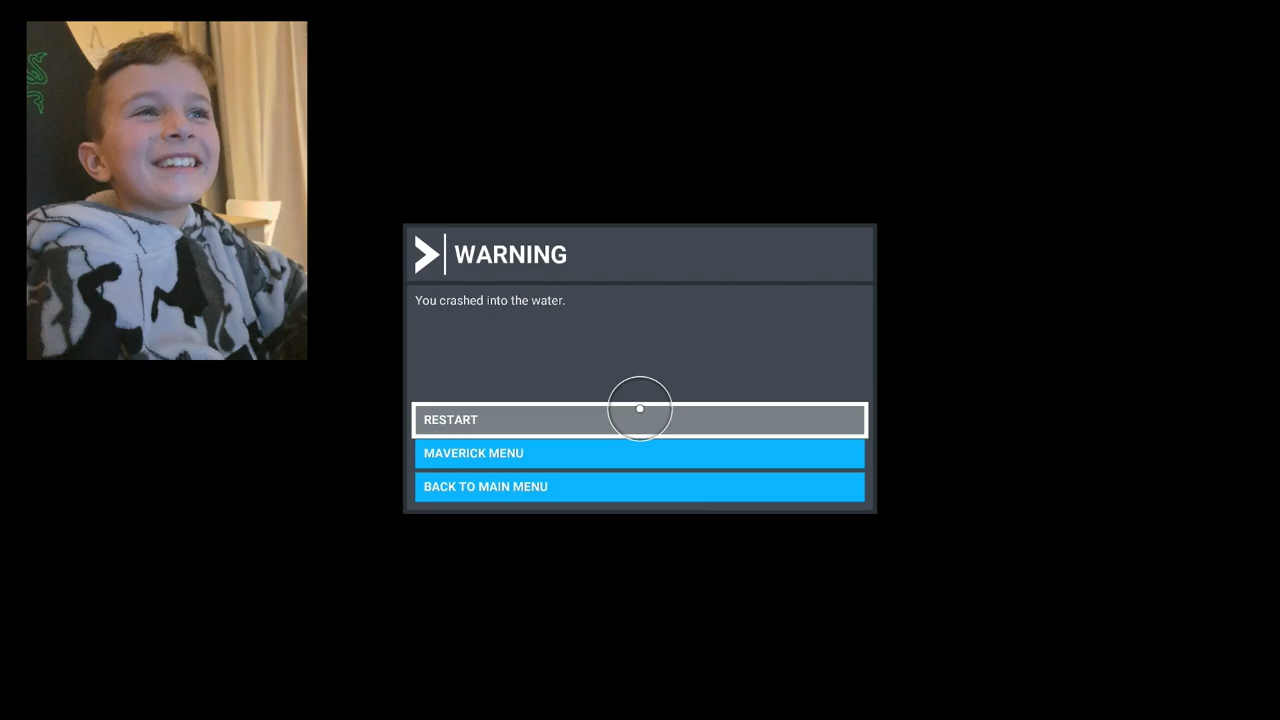 WARNING
You crashed into the water.
RESTART
MAVERICK MENU
BACK TO MAIN MENU